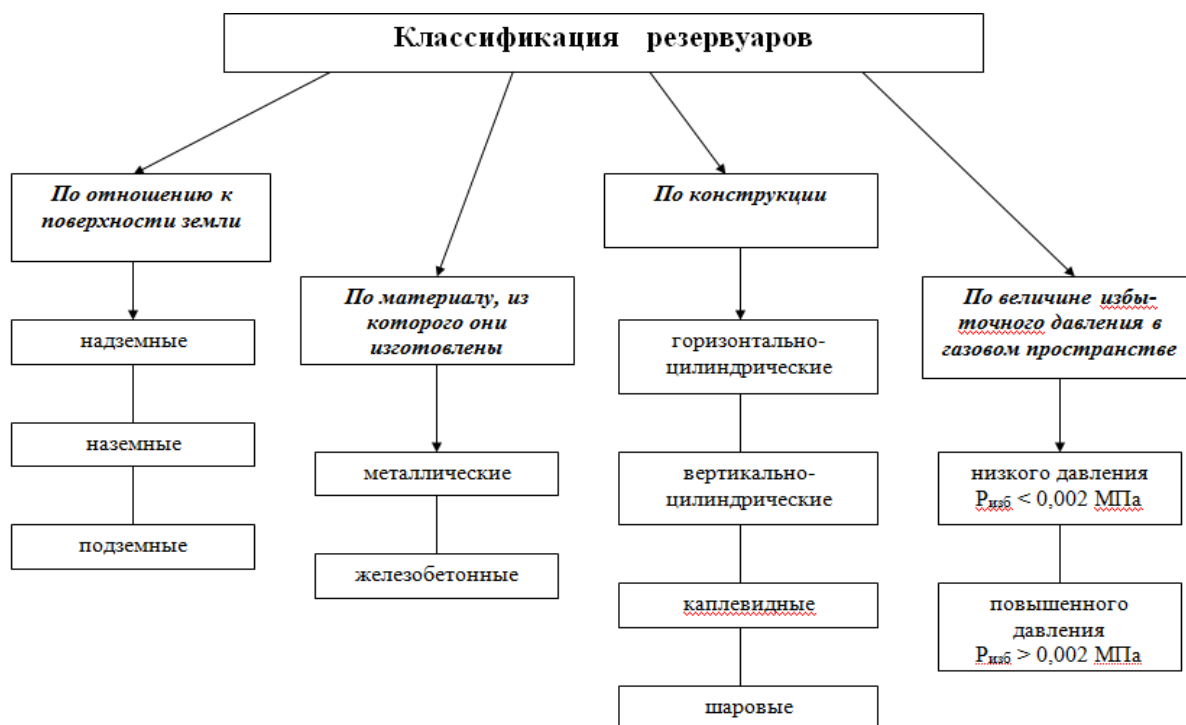 Классификация резервуаров
По отношению к
поверхности земли
надземные
наземные
подземные
По материалу, из
которого они
изготовлены
металлические
железобетонные
По конструкции
горизонтально-
цилиндрические
вертикально-
цилиндрические
каплевидные
шаровые
По величине избы-
точного давления в
газовом пространстве
низкого давления
Ризб < 0,002 МПа
повышенного
давления
Ризб > 0,002 МПа